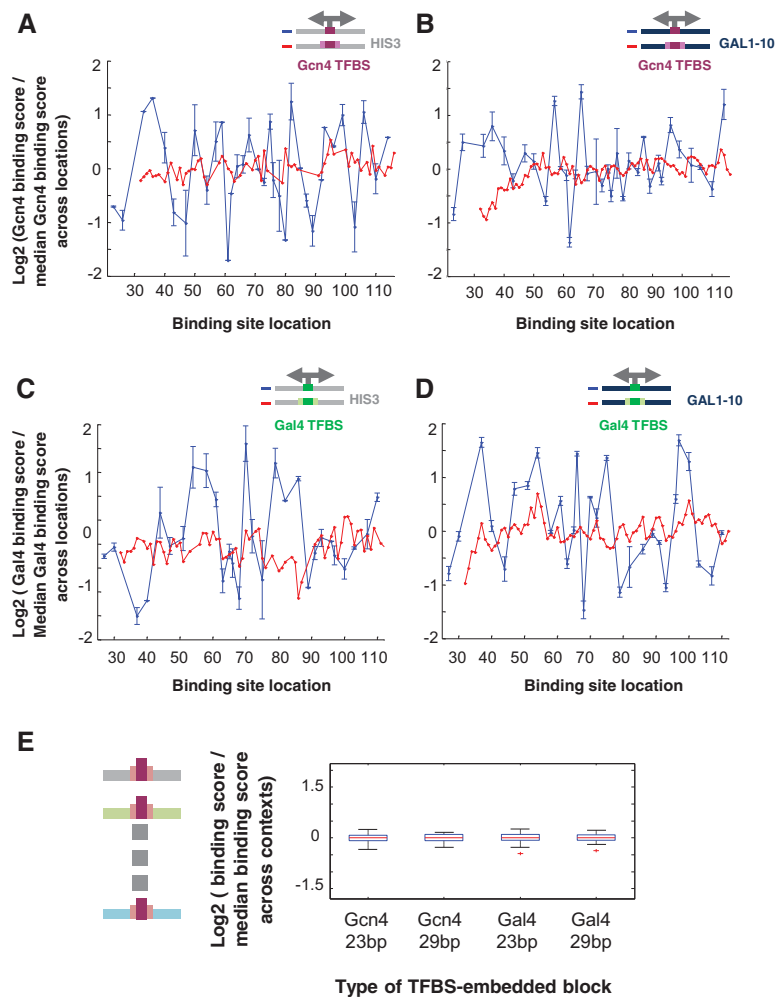 A
HIS3
Gcn4 TFBS
Log2 (Gcn4 binding score /
median Gcn4 binding score
across locations)
2
1
0
-1
-2
30 40 50 60 70 80 90 100 110
Binding site location
B
GAL1-10
Gcn4 TFBS
2
1
0
-1
-2
30 40 50 60 70 80 90 100 110
Binding site location
C
HIS3
Gal4 TFBS
Log2 ( Gal4 binding score /
Median Gal4 binding score
across locations)
2
1
0
-1
-2
30 40 50 60 70 80 90 100 110
Binding site location
D
GAL1-10
Gal4 TFBS
2
1
0
-1
-2
30 40 50 60 70 80 90 100 110
Binding site location
E
Log2 ( binding score /
median binding score
across contexts)
1.5
0
-1.5
Gcn4 Gcn4 Gal4 Gal4
23bp 29bp 23bp 29bp
Type of TFBS-embedded block